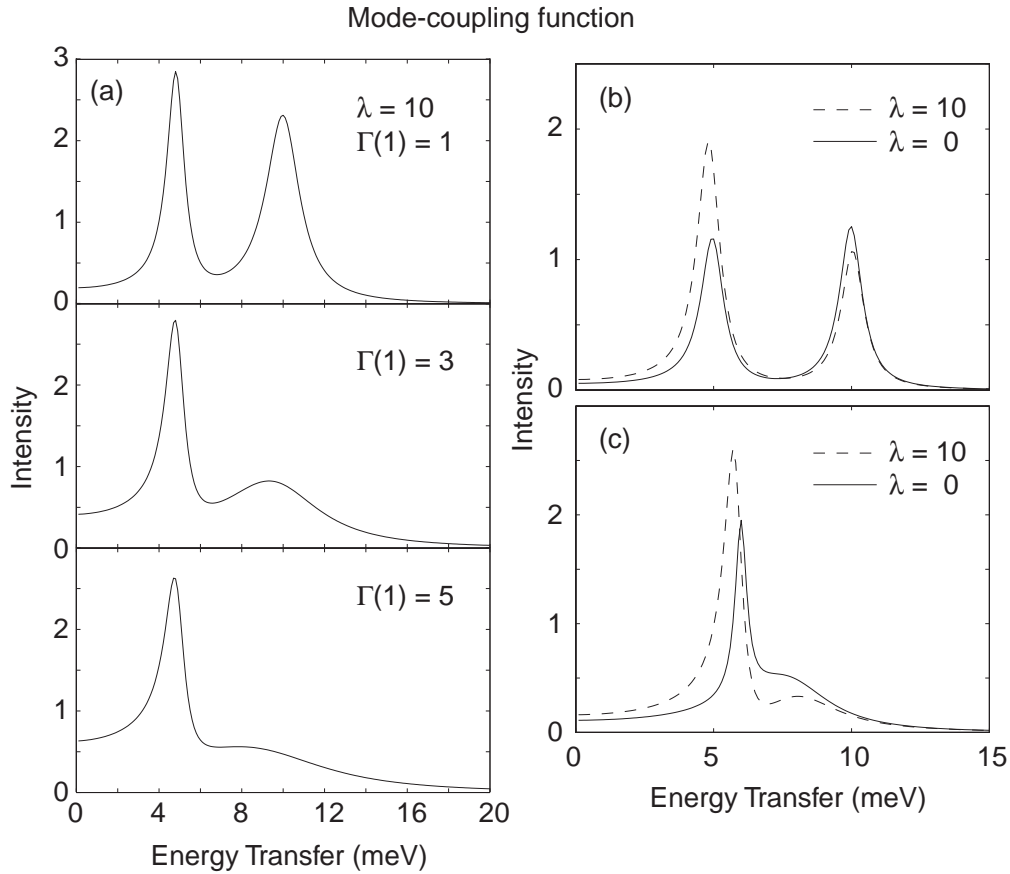 Mode-coupling function
(a)
λ = 10
Γ(1) = 1
3
2
1
0
Γ(1) = 3
2
1
0
Γ(1) = 5
2
1
0
0 4 8 12 16 20
Intensity
Energy Transfer (meV)
(b)
λ = 10
λ = 0
2
1
0
(c)
λ = 10
λ = 0
2
1
0
0 5 10 15
Intensity
Energy Transfer (meV)